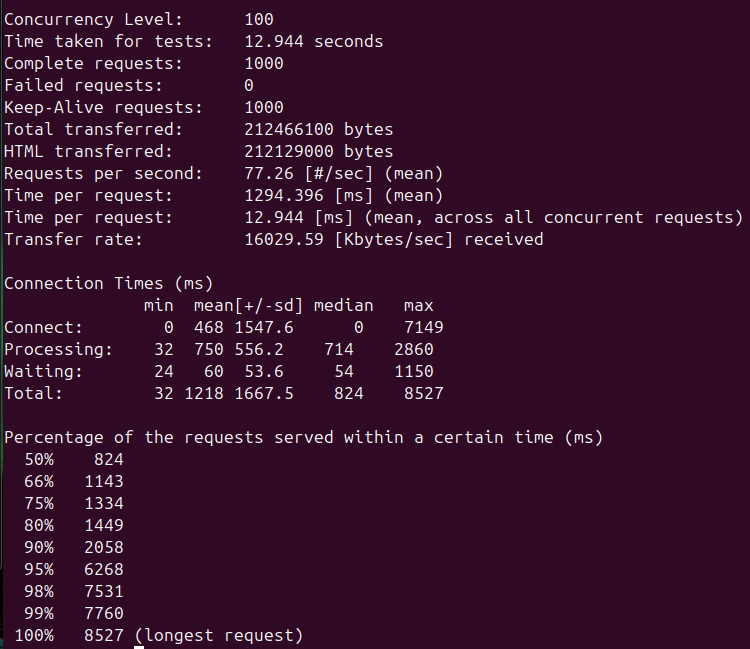 Concurrency Level:      100
Time taken for tests:   12.944 seconds
Complete requests:      1000
Failed requests:        0
Keep-Alive requests:    1000
Total transferred:      212466100 bytes
HTML transferred:       212129000 bytes
Requests per second:    77.26 [#/sec] (mean)
Time per request:       1294.396 [ms] (mean)
Time per request:       12.944 [ms] (mean, across all concurrent requests)
Transfer rate:          16029.59 [Kbytes/sec] received

Connection Times (ms)
              min  mean[+/-sd] median   max
Connect:        0  468 1547.6      0    7149
Processing:    32  750 556.2    714    2860
Waiting:       24   60  53.6     54    1150
Total:         32 1218 1667.5    824    8527

Percentage of the requests served within a certain time (ms)
  50%    824
  66%   1143
  75%   1334
  80%   1449
  90%   2058
  95%   6268
  98%   7531
  99%   7760
 100%   8527 (longest request)